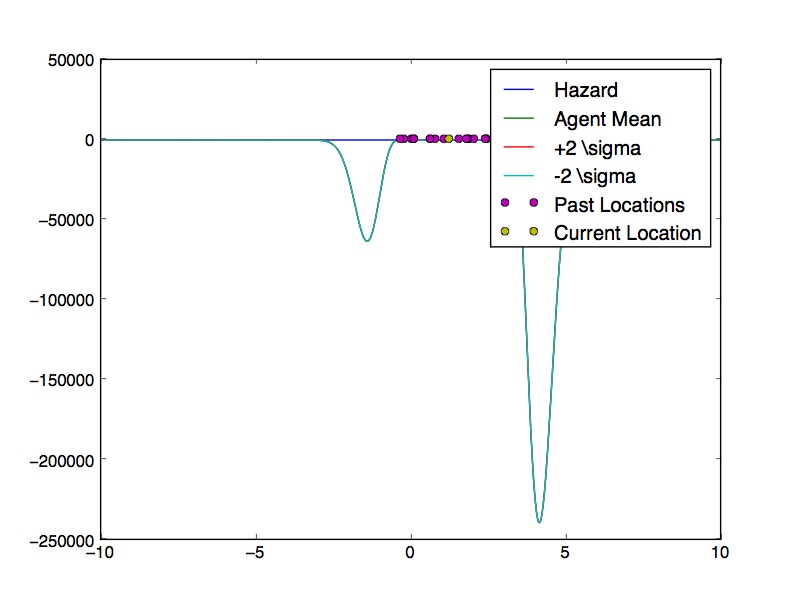 50000
0
−50000
−100000
−150000
−200000
−250000
−10
−5
0
5
10
Hazard
Agent Mean
+2 \sigma
-2 \sigma
Past Locations
Current Location